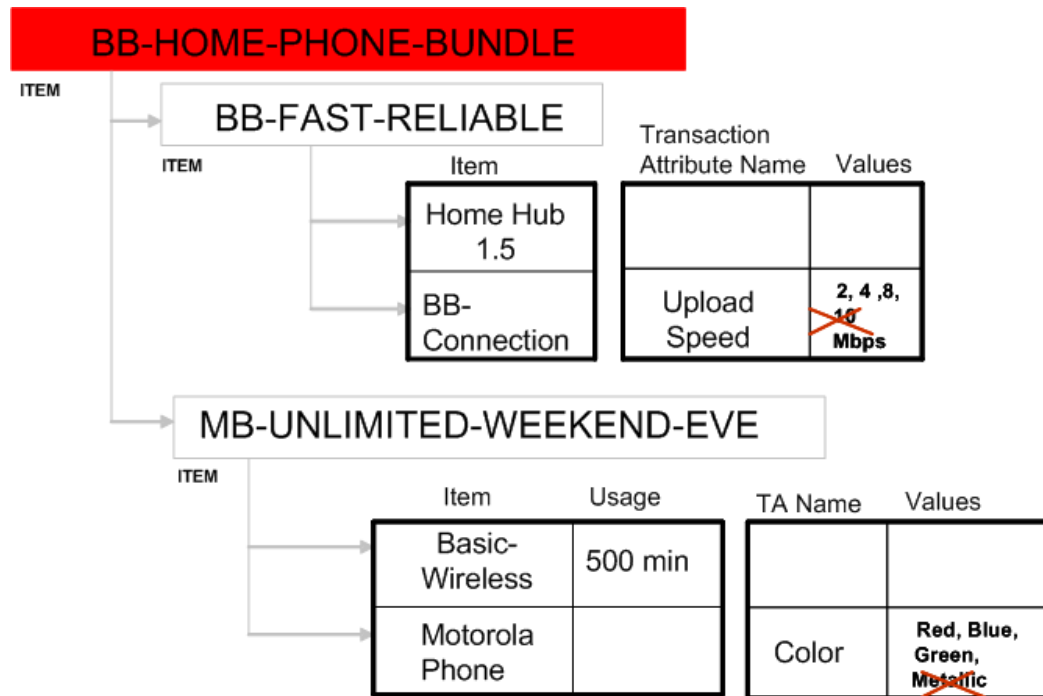 BB-HOME-PHONE-BUNDLE
ITEM
BB-FAST-RELIABLE
ITEM
Item
Transaction
Attribute Name
Values
Home Hub
1.5
BB-
Connection
Upload
Speed
2, 4 ,8,
10
Mbps
MB-UNLIMITED-WEEKEND-EVE
ITEM
Item
Usage
TA Name
Values
Basic-
Wireless
500 min
Motorola
Phone
Color
Red, Blue,
Green,
Metallic